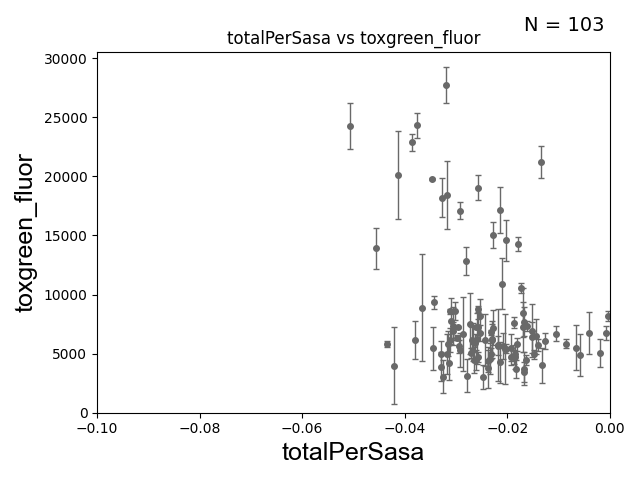 N = 103
totalPerSasa vs toxgreen_fluor
30000
25000
20000
15000
10000
5000
0
toxgreen_fluor
−0.10 −0.08 −0.06 −0.04 −0.02 0.00
totalPerSasa